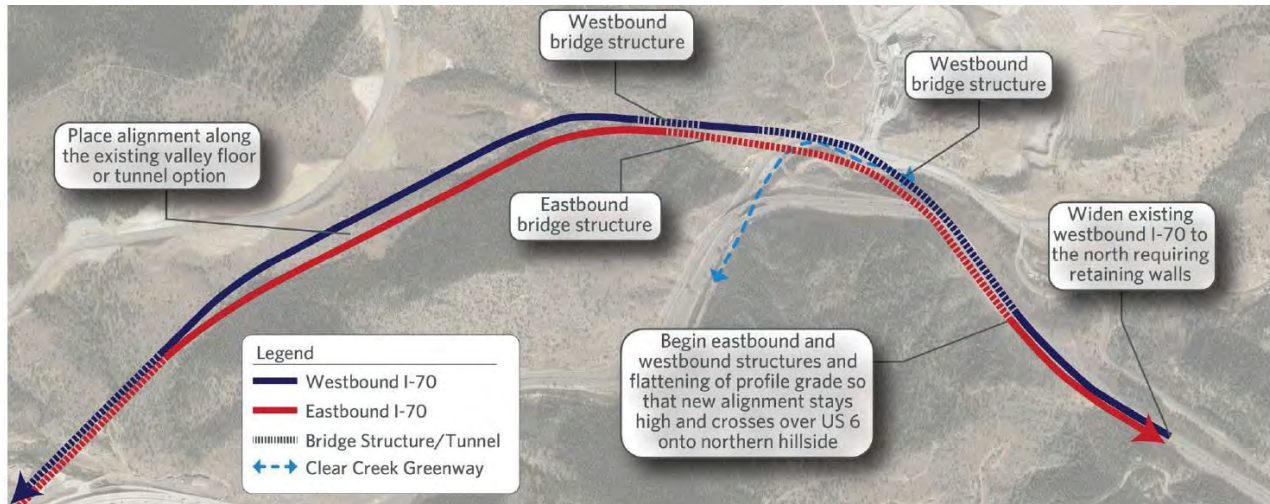 Westbound
bridge structure
Westbound
bridge structure
Place alignment along
the existing valley floor
or tunnel option
Eastbound
bridge structure
Widen existing
westbound I-70 to
the north requiring
retaining walls
Begin eastbound and
westbound structures and
flattening of profile grade so
that new alignment stays
high and crosses over US 6
onto northern hillside
Legend
Westbound I-70
Eastbound I-70
Bridge Structure/Tunnel
Clear Creek Greenway